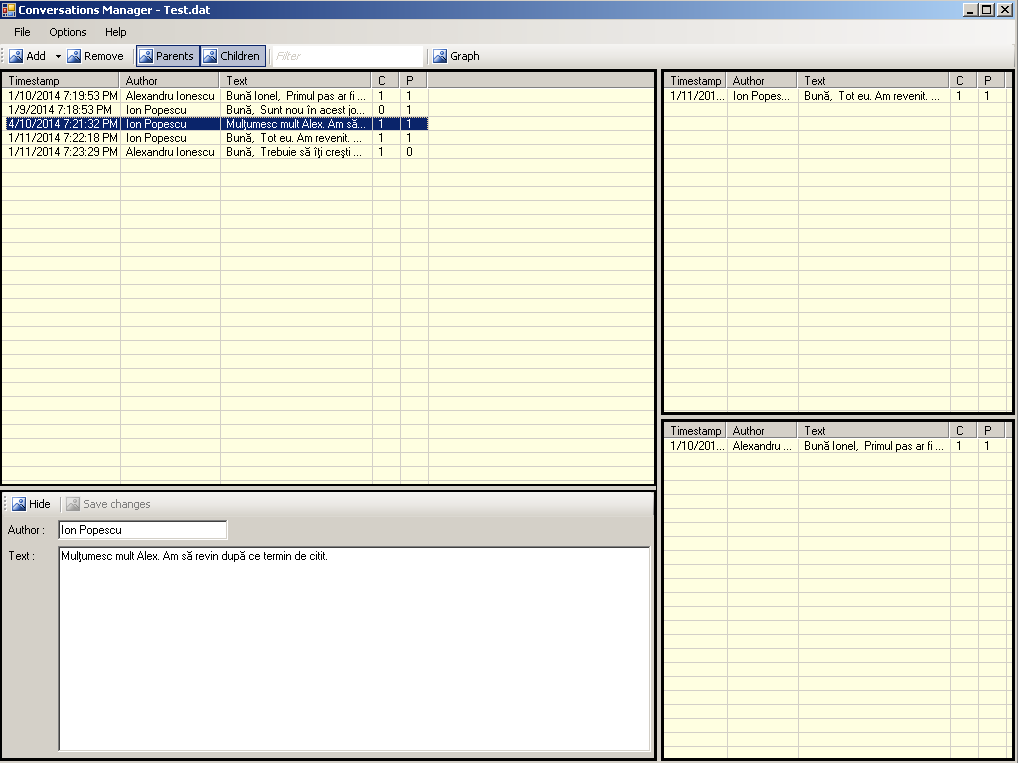 Conversations Manager - Test.dat
File Options Help
Add Remove Parents Children Filter Graph
Timestamp Author Text C P
1/10/2014 7:19:53 PM Alexandru Ionescu Bună Ionel, Primul pas ar fi ... 1 1
1/9/2014 7:18:53 PM Ion Popescu Bună, Sunt nou în acest jo... 0 1
4/10/2014 7:21:32 PM Ion Popescu Mulţumesc mult Alex. Am să... 1 1
1/11/2014 7:22:18 PM Ion Popescu Bună, Tot eu. Am revenit. ... 1 1
1/11/2014 7:23:29 PM Alexandru Ionescu Bună, Trebuie să îţi creşti ... 1 0
Timestamp Author Text C P
1/11/201... Ion Popes... Bună, Tot eu. Am revenit. ... 1 1
Timestamp Author Text C P
1/10/201... Alexandru ... Bună Ionel, Primul pas ar fi ... 1 1
Hide Save changes
Author : Ion Popescu
Text : Mulţumesc mult Alex. Am să revin după ce termin de citit.